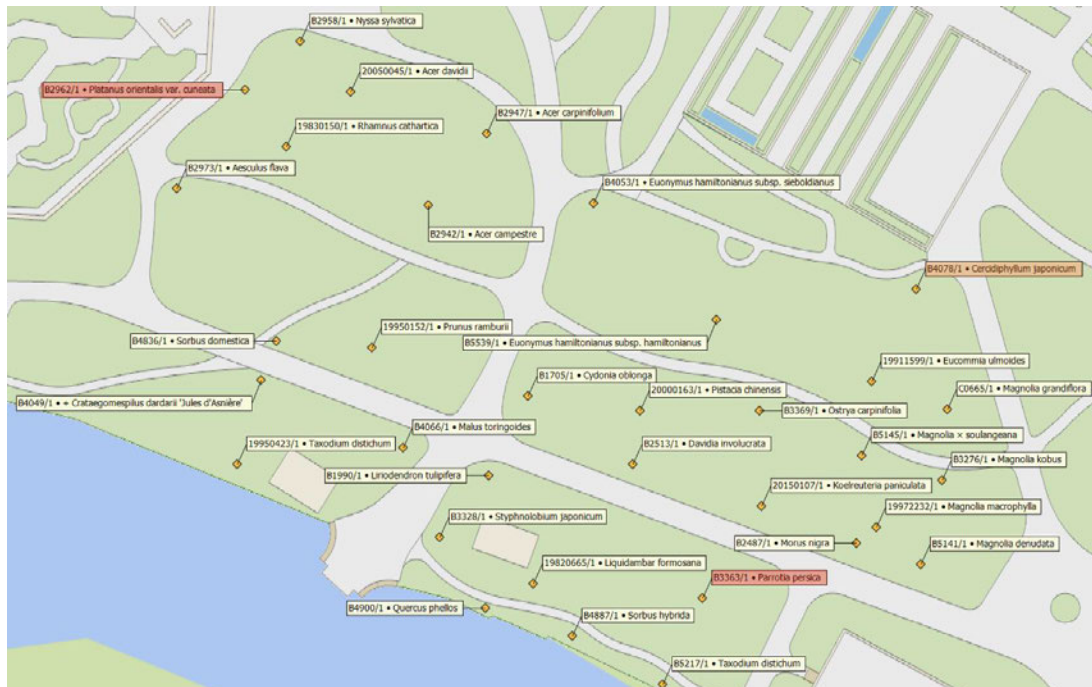 B2958/1 • Nyssa sylvatica
20050045/1 • Acer davidii
B2962/1 • Platanus orientalis var. cuneata
B2947/1 • Acer carpinifolium
19830150/1 • Rhamnus cathartica
B2973/1 • Aesculus flava
B4053/1 • Euonymus hamiltonianus subsp. sieboldianus
B2942/1 • Acer campestre
B4078/1 • Cercidiphyllum japonicum
19950152/1 • Prunus ramburii
B4836/1 • Sorbus domestica
B5539/1 • Euonymus hamiltonianus subsp. hamiltonianus
19911599/1 • Eucommia ulmoides
B1705/1 • Cydonia oblonga
20000163/1 • Pistacia chinensis
C0665/1 • Magnolia grandiflora
B4049/1 • + Crataegomespilus dardarii 'Jules d'Asnière'
B3369/1 • Ostrya carpinifolia
B4066/1 • Malus toringoides
B5145/1 • Magnolia × soulangeana
19950423/1 • Taxodium distichum
B2513/1 • Davidia involucrata
B3276/1 • Magnolia kobus
B1990/1 • Liriodendron tulipifera
20150107/1 • Koelreuteria paniculata
19972232/1 • Magnolia macrophylla
B3328/1 • Styphnolobium japonicum
B2487/1 • Morus nigra
B5141/1 • Magnolia denudata
19820665/1 • Liquidambar formosana
B3363/1 • Parrotia persica
B4900/1 • Quercus phellos
B4887/1 • Sorbus hybrida
B5217/1 • Taxodium distichum